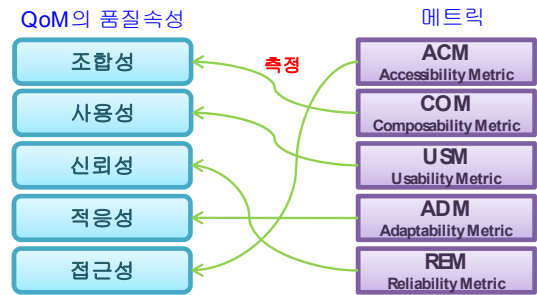 QoM의 품질속성
메트릭
조합성
사용성
신뢰성
적응성
접근성
측정
ACM
Accessibility Metric
COM
Composability Metric
USM
Usability Metric
ADM
Adaptability Metric
REM
Reliability Metric